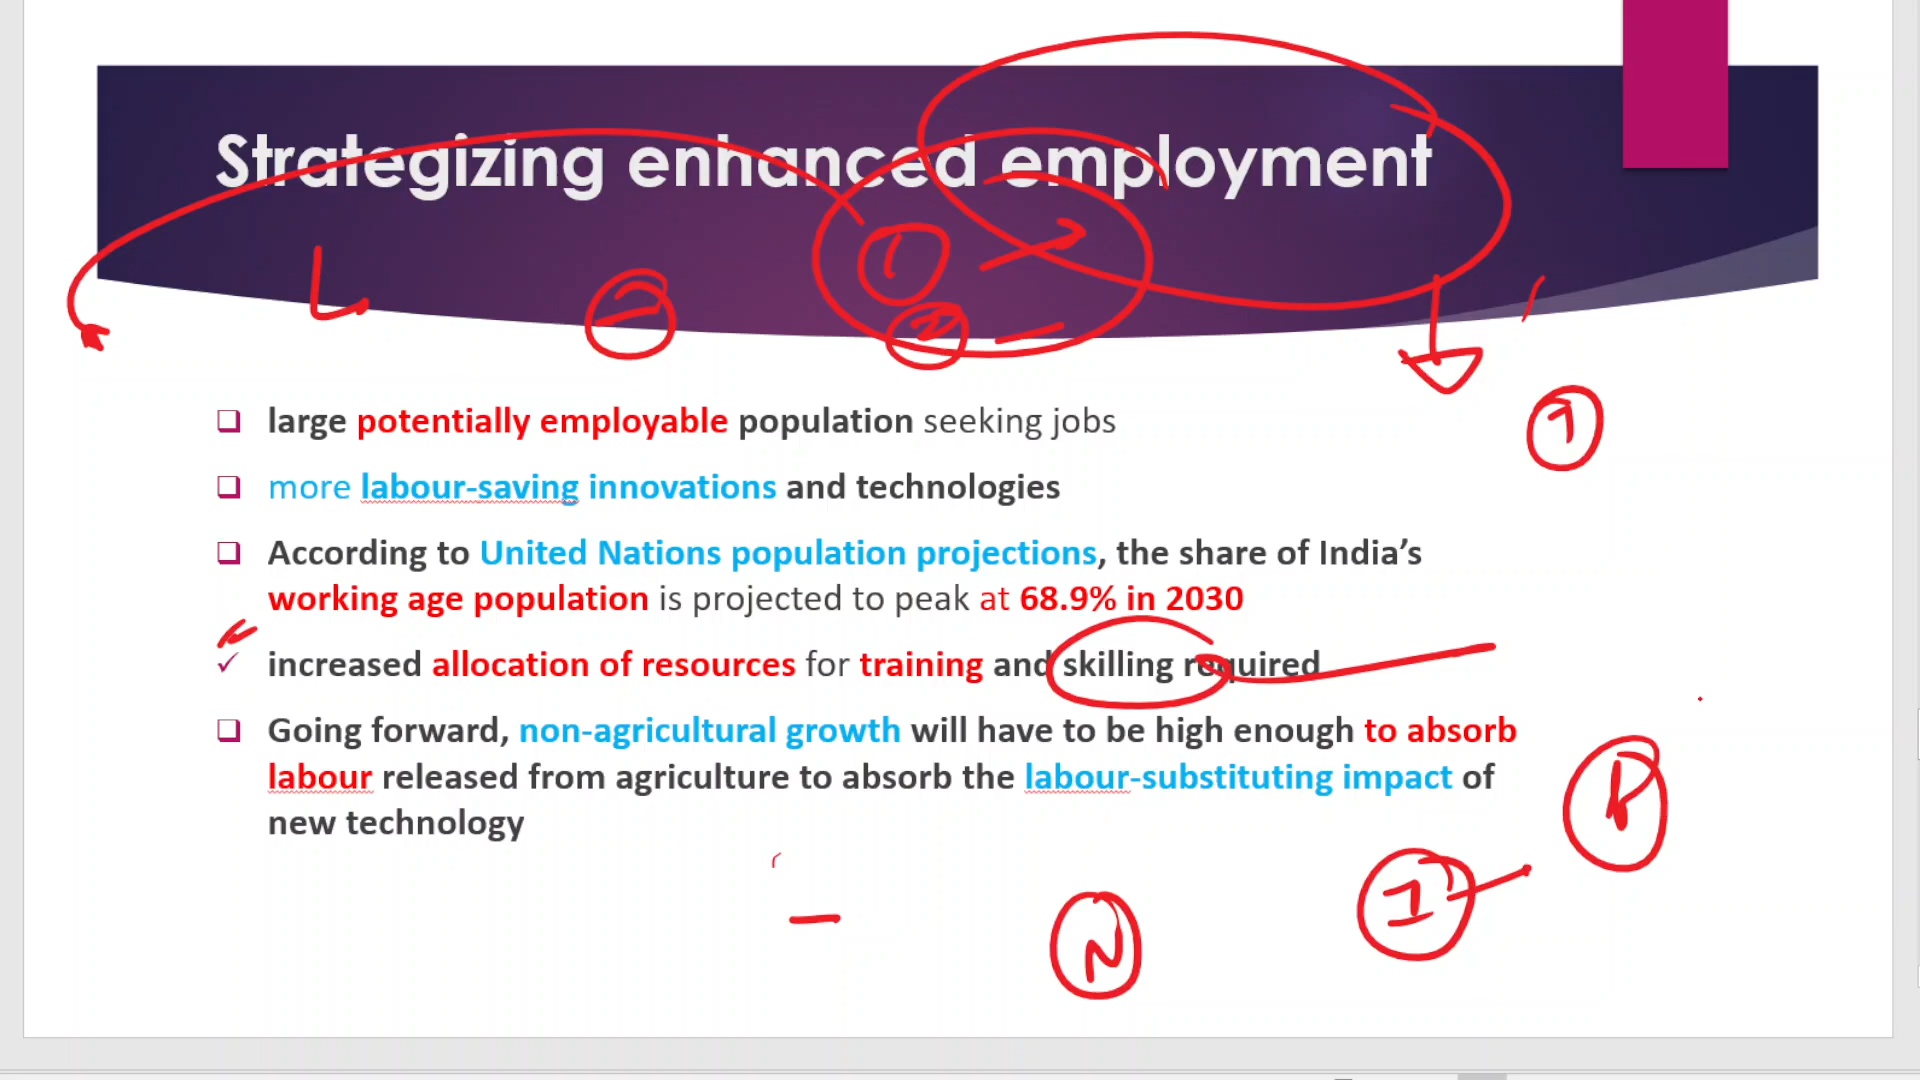 Strategizing enhanced employment
large potentially employable population seeking jobs
more labour-saving innovations and technologies
According to United Nations population projections, the share of India’s
working age population is projected to peak at 68.9% in 2030
increased allocation of resources for training and skilling required
Going forward, non-agricultural growth will have to be high enough to absorb
labour released from agriculture to absorb the labour-substituting impact of
new technology
N